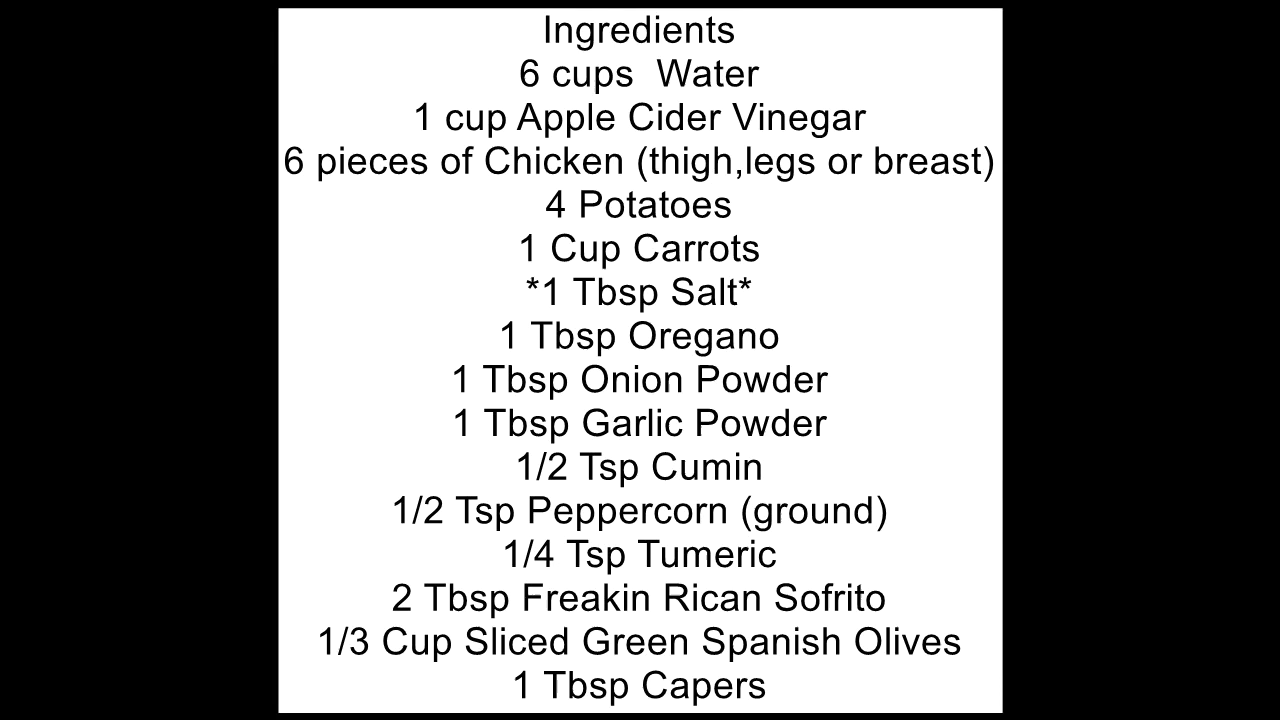 Ingredients
6 cups  Water
1 cup Apple Cider Vinegar
6 pieces of Chicken (thigh,legs or breast)
4 Potatoes
1 Cup Carrots
*1 Tbsp Salt*
1 Tbsp Oregano
1 Tbsp Onion Powder
1 Tbsp Garlic Powder
1/2 Tsp Cumin
1/2 Tsp Peppercorn (ground)
1/4 Tsp Tumeric
2 Tbsp Freakin Rican Sofrito
1/3 Cup Sliced Green Spanish Olives
1 Tbsp Capers